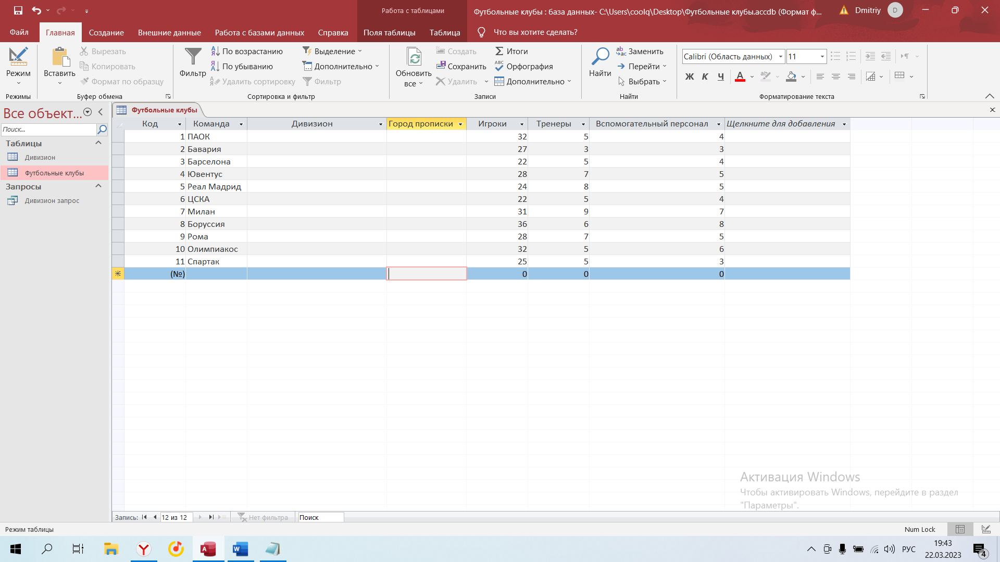 Работа с таблицами
Футбольные клубы : база данных- C:\Users\coolq\Desktop\Футбольные клубы.accdb (Формат ф...
Dmitriy
D
Файл Главная Создание Внешние данные Работа с базами данных Справка Поля таблицы Таблица Что вы хотите сделать?
Режим
Режимы
Вставить
Вырезать
Копировать
Формат по образцу
Буфер обмена
Фильтр
По возрастанию
По убыванию
Удалить сортировку
Выделение
Дополнительно
Фильтр
Сортировка и фильтр
Обновить
все
Создать
Сохранить
Удалить
Итоги
Орфография
Дополнительно
Записи
Найти
Заменить
Перейти
Выбрать
Найти
Calibri (Область данных) 11
Ж К Ч А
Форматирование текста
Все объект...
Поиск...
Таблицы
Дивизион
Футбольные клубы
Запросы
Дивизион запрос
Футбольные клубы
Код Команда Дивизион Город прописки Игроки Тренеры Вспомогательный персонал Щелкните для добавления
1 ПАОК 32 5 4
2 Бавария 27 3 3
3 Барселона 22 5 4
4 Ювентус 28 7 5
5 Реал Мадрид 24 8 5
6 ЦСКА 22 5 4
7 Милан 31 9 7
8 Боруссия 36 6 8
9 Рома 28 7 5
10 Олимпиакос 32 5 6
11 Спартак 25 5 3
(№) 0 0 0
Активация Windows
Чтобы активировать Windows, перейдите в раздел
"Параметры".
Запись: 12 из 12 Нет фильтра Поиск
Режим таблицы
Num Lock
РУС
19:43
22.03.2023
4